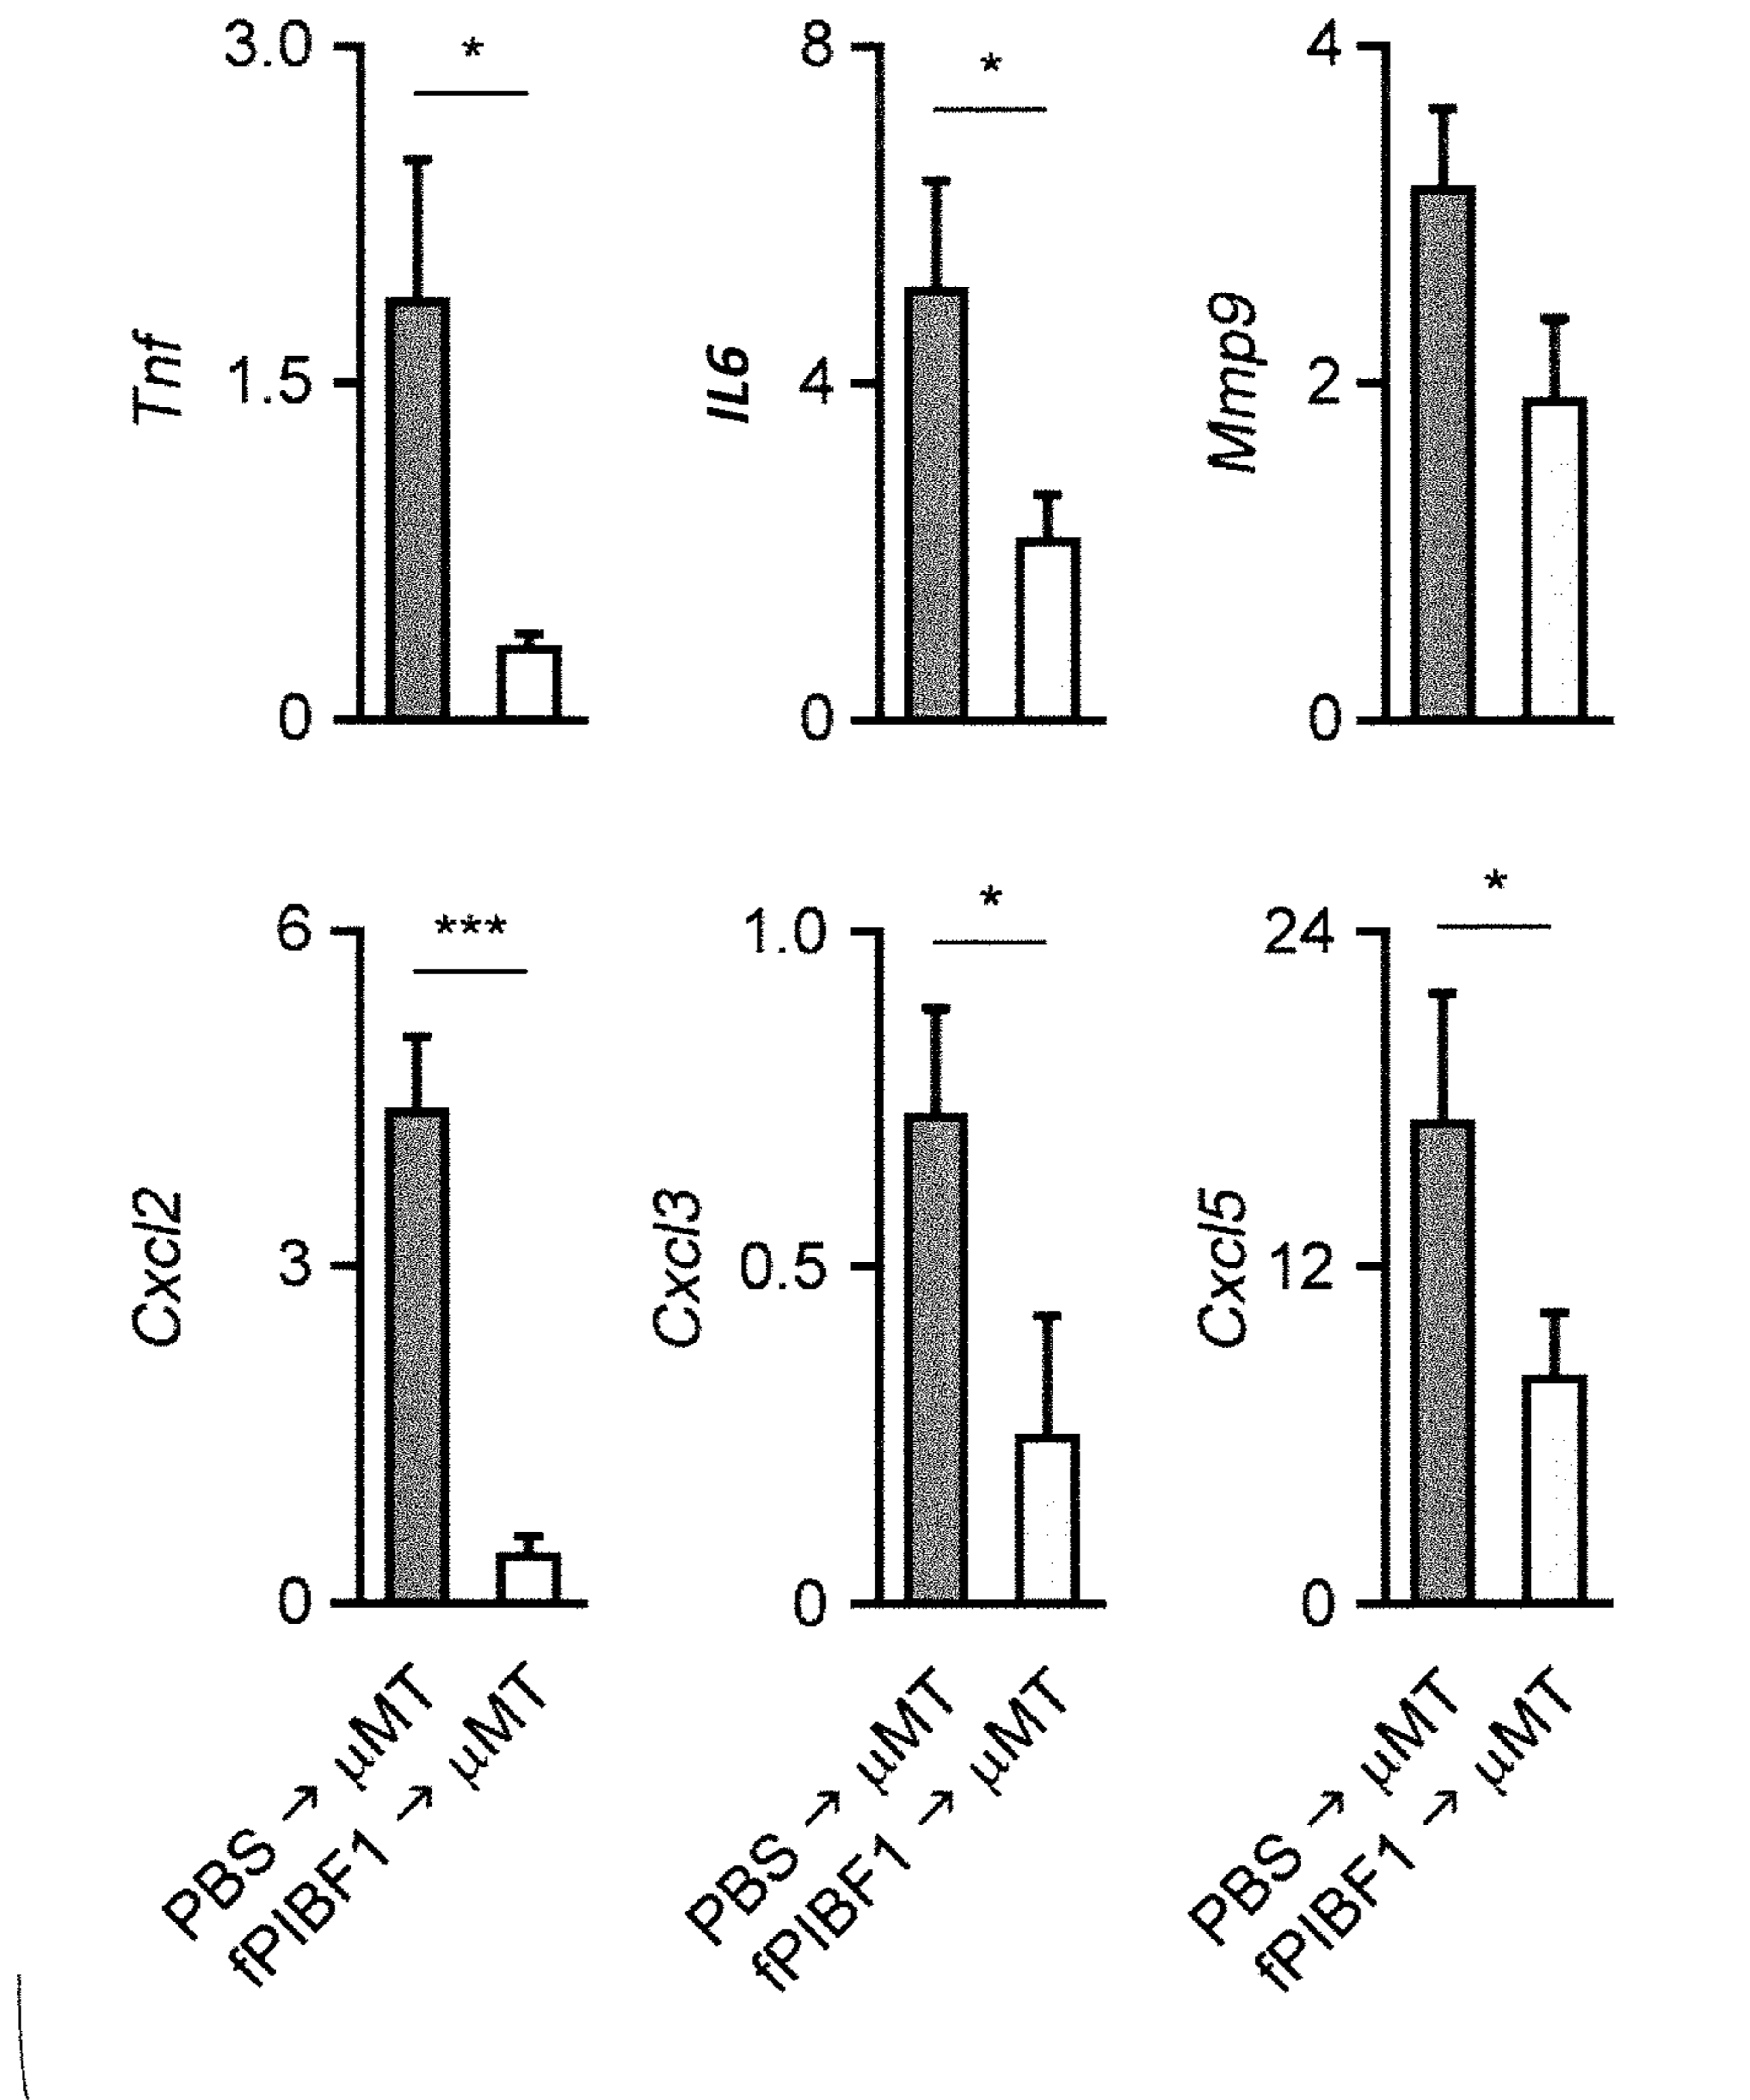 Tnf
3.0
1.5
0
*
IL6
8
4
0
*
Mmp9
4
2
0
Cxcl2
6
3
0
***
Cxcl3
1.0
0.5
0
*
Cxcl5
24
12
0
*
PBS → µMT
fPIBF1 → µMT
PBS → µMT
fPIBF1 → µMT
PBS → µMT
fPIBF1 → µMT